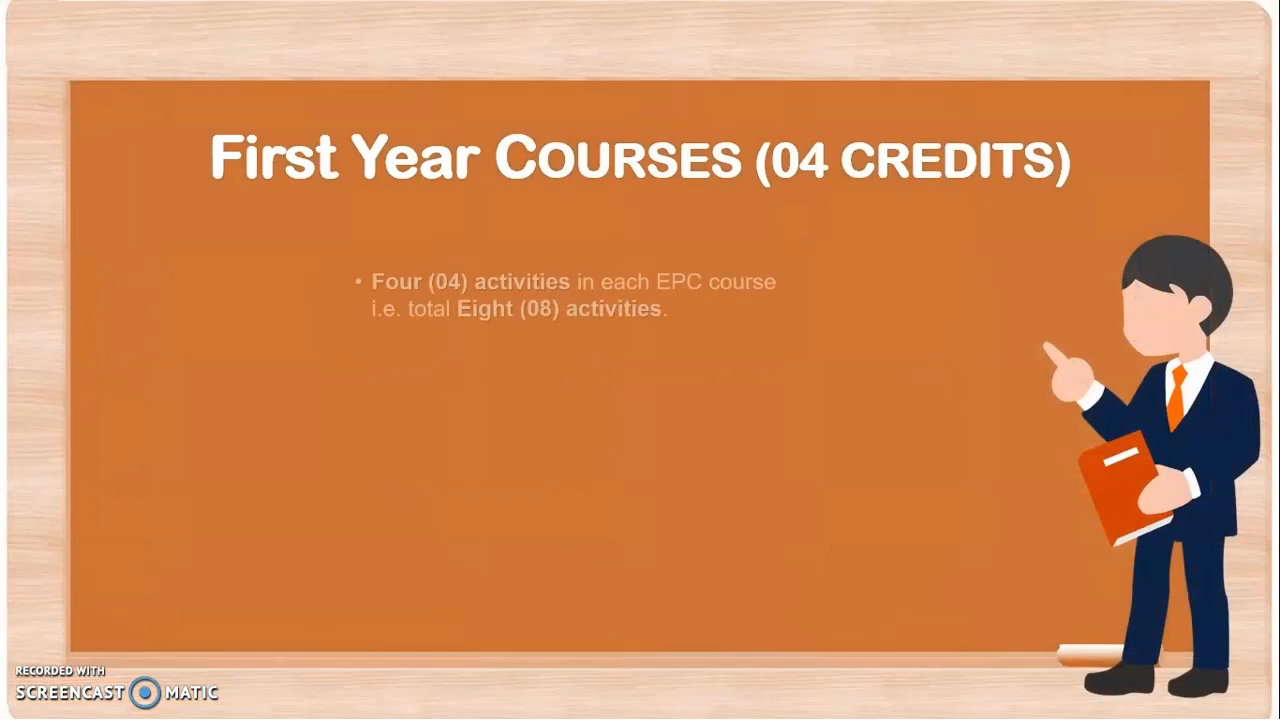 First Year COURSES (04 CREDITS)
• Four (04) activities in each EPC course
i.e. total Eight (08) activities.
RECORDED WITH
SCREENCAST MATIC